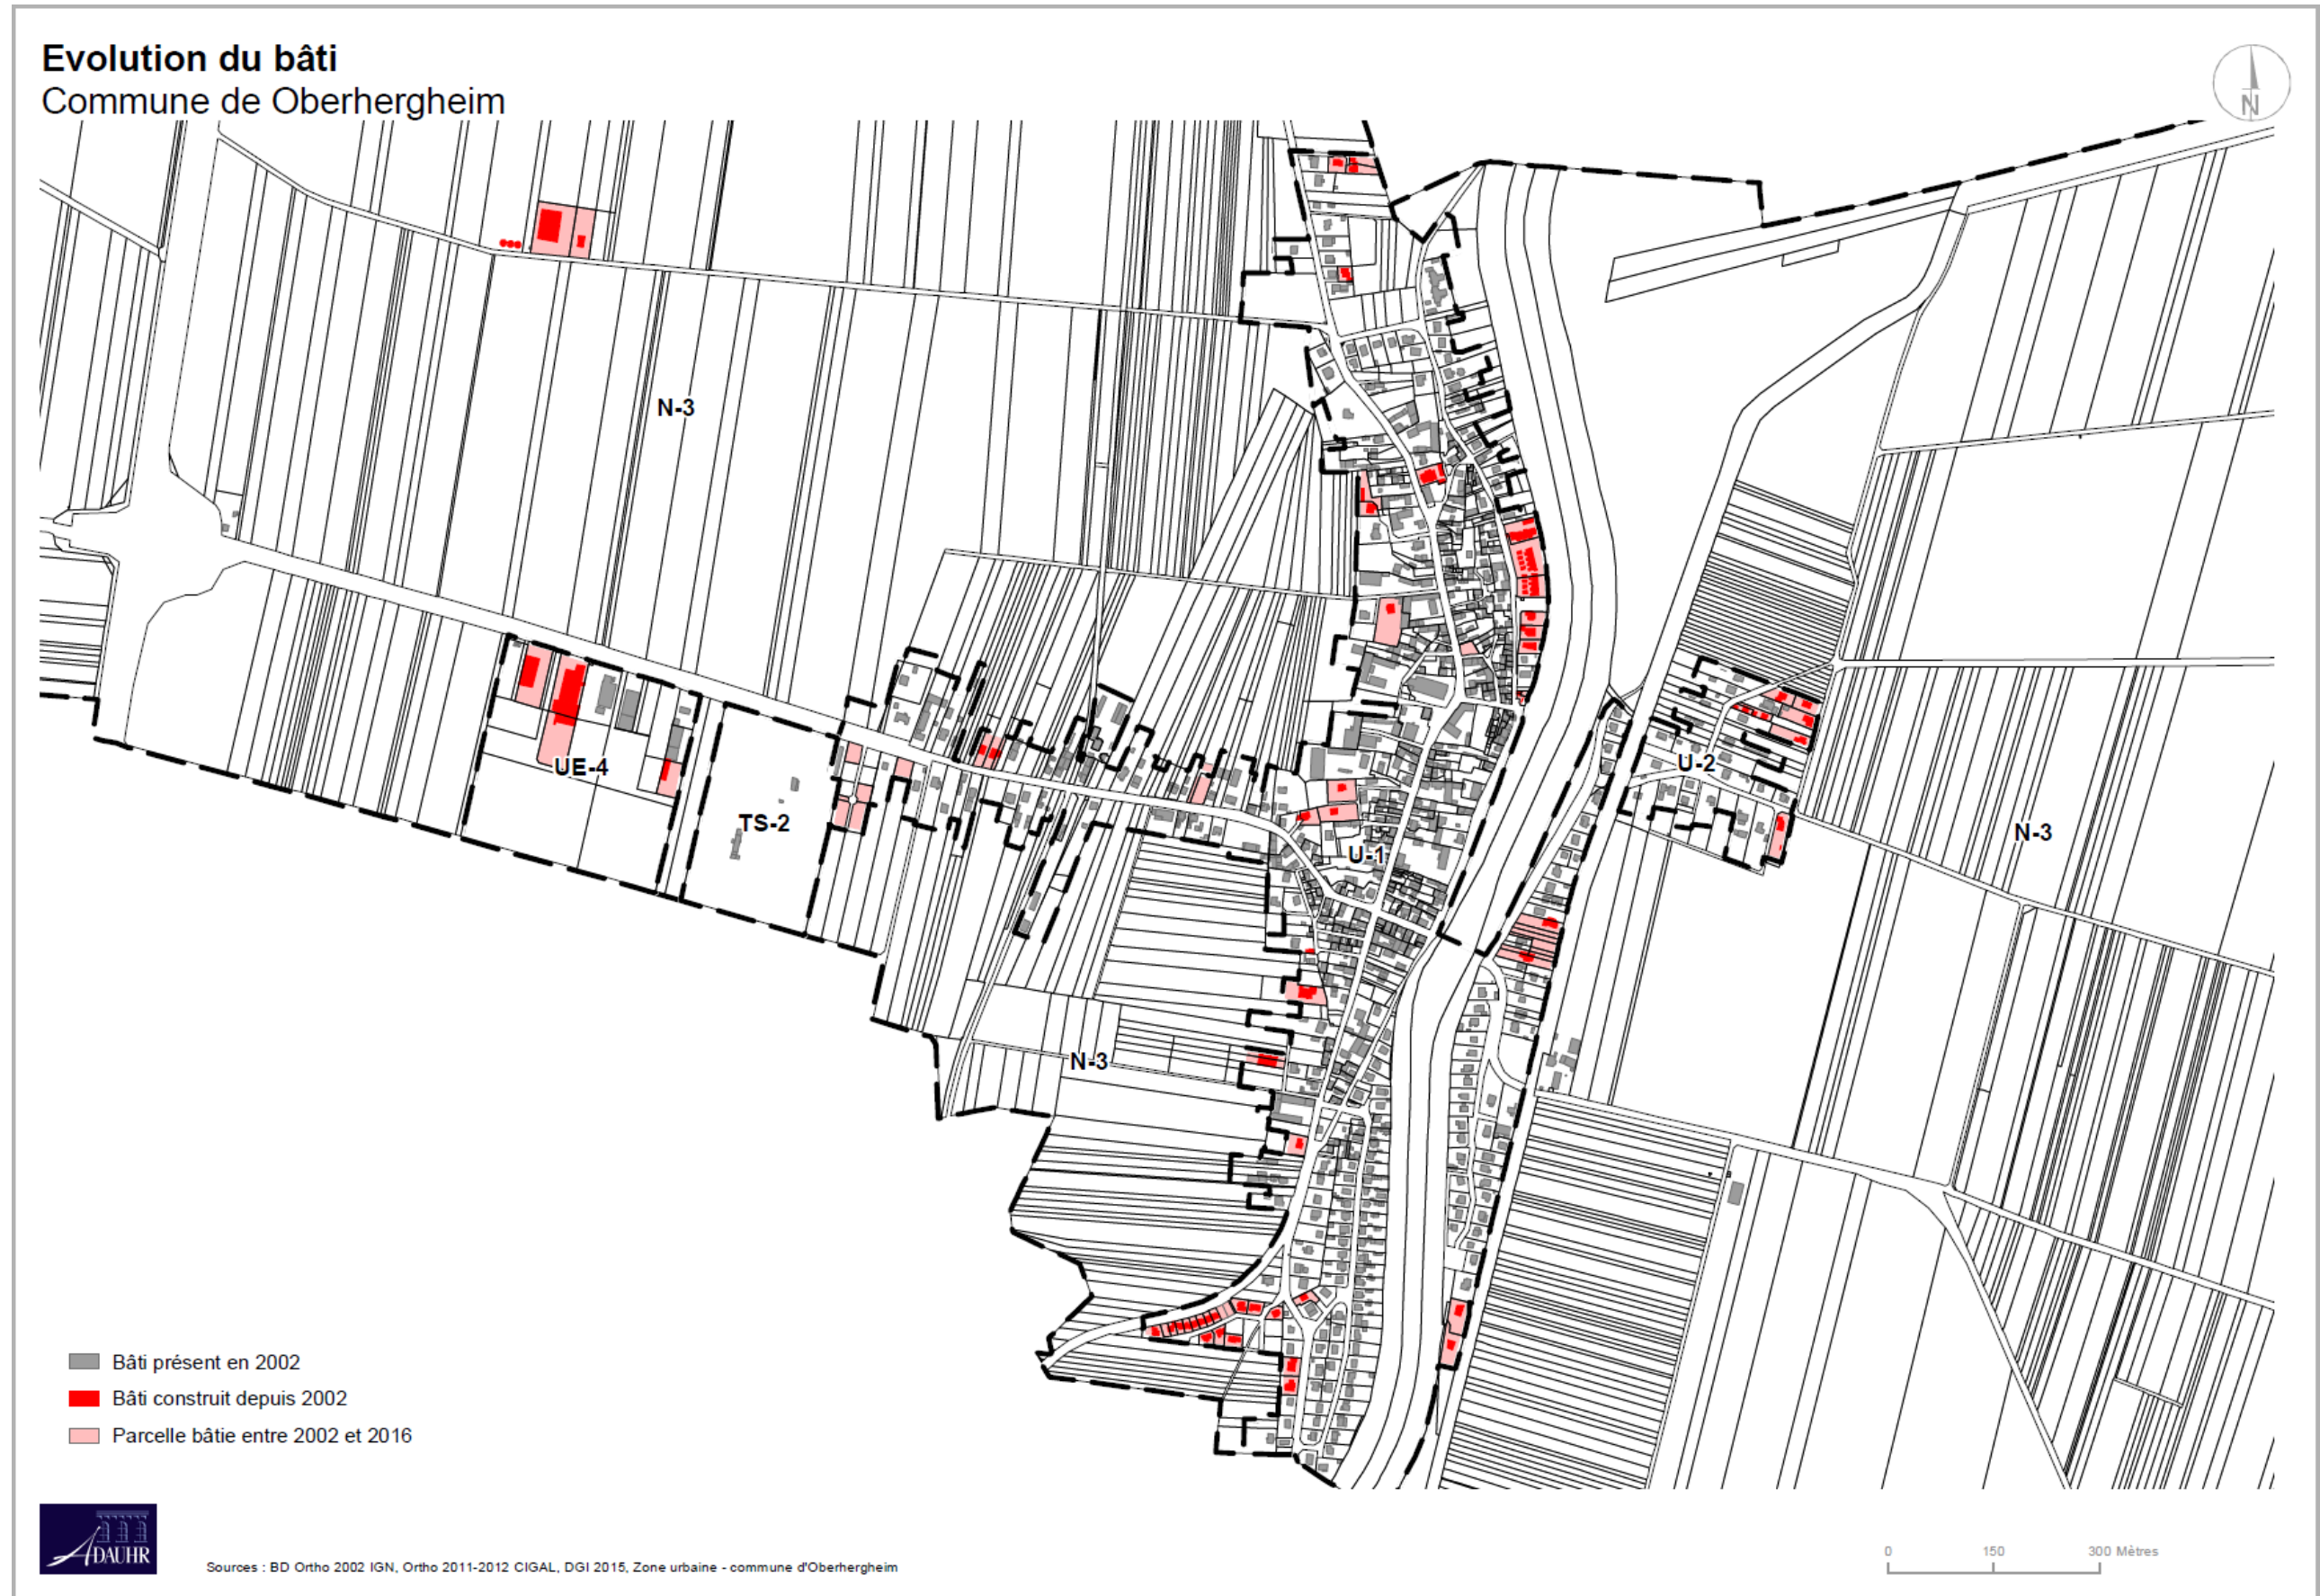 Evolution du bâti
Commune de Oberhergheim
N
N-3
UE-4
TS-2
U-1
U-2
N-3
N-3
Bâti présent en 2002
Bâti construit depuis 2002
Parcelle bâtie entre 2002 et 2016
ADAUHR
Sources : BD Ortho 2002 IGN, Ortho 2011-2012 CIGAL, DGI 2015, Zone urbaine - commune d'Oberhergheim
0 150 300 Mètres